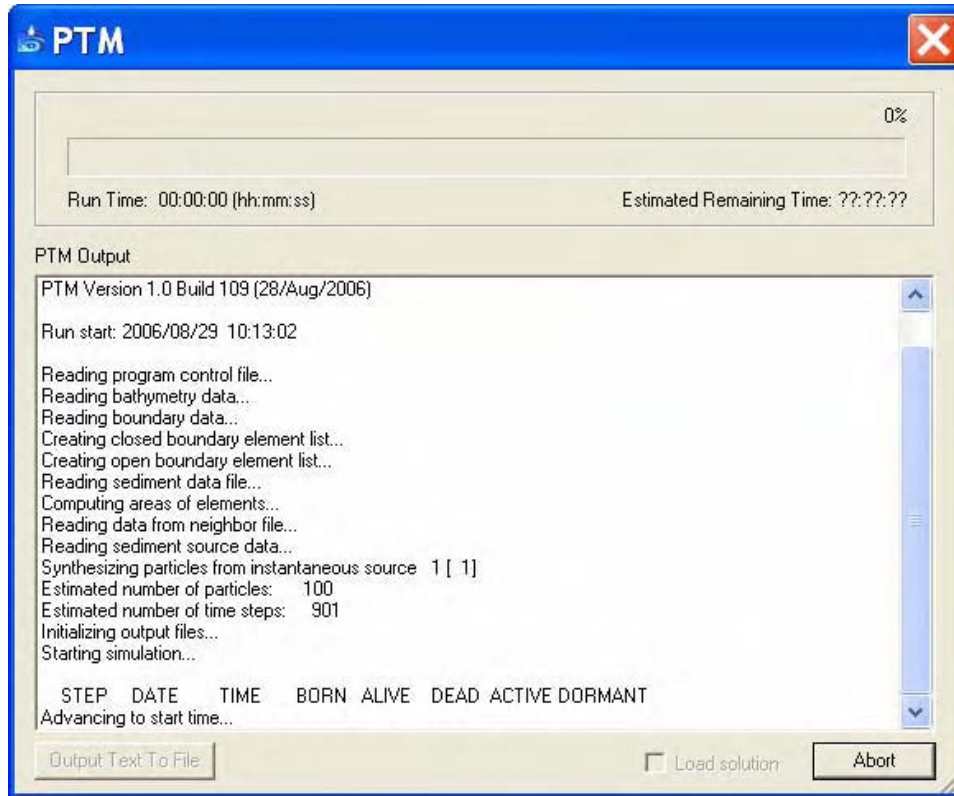 PTM
0%
Run Time: 00:00:00 (hh:mm:ss) Estimated Remaining Time: ??:??:??
PTM Output
PTM Version 1.0 Build 109 (28/Aug/2006)
Run start: 2006/08/29 10:13:02
Reading program control file...
Reading bathymetry data...
Reading boundary data...
Creating closed boundary element list...
Creating open boundary element list...
Reading sediment data file...
Computing areas of elements...
Reading data from neighbor file...
Reading sediment source data...
Synthesizing particles from instantaneous source 1 [ 1]
Estimated number of particles: 100
Estimated number of time steps: 901
Initializing output files...
Starting simulation...
STEP DATE TIME BORN ALIVE DEAD ACTIVE DORMANT
Advancing to start time...
Output Text To File Load solution Abort